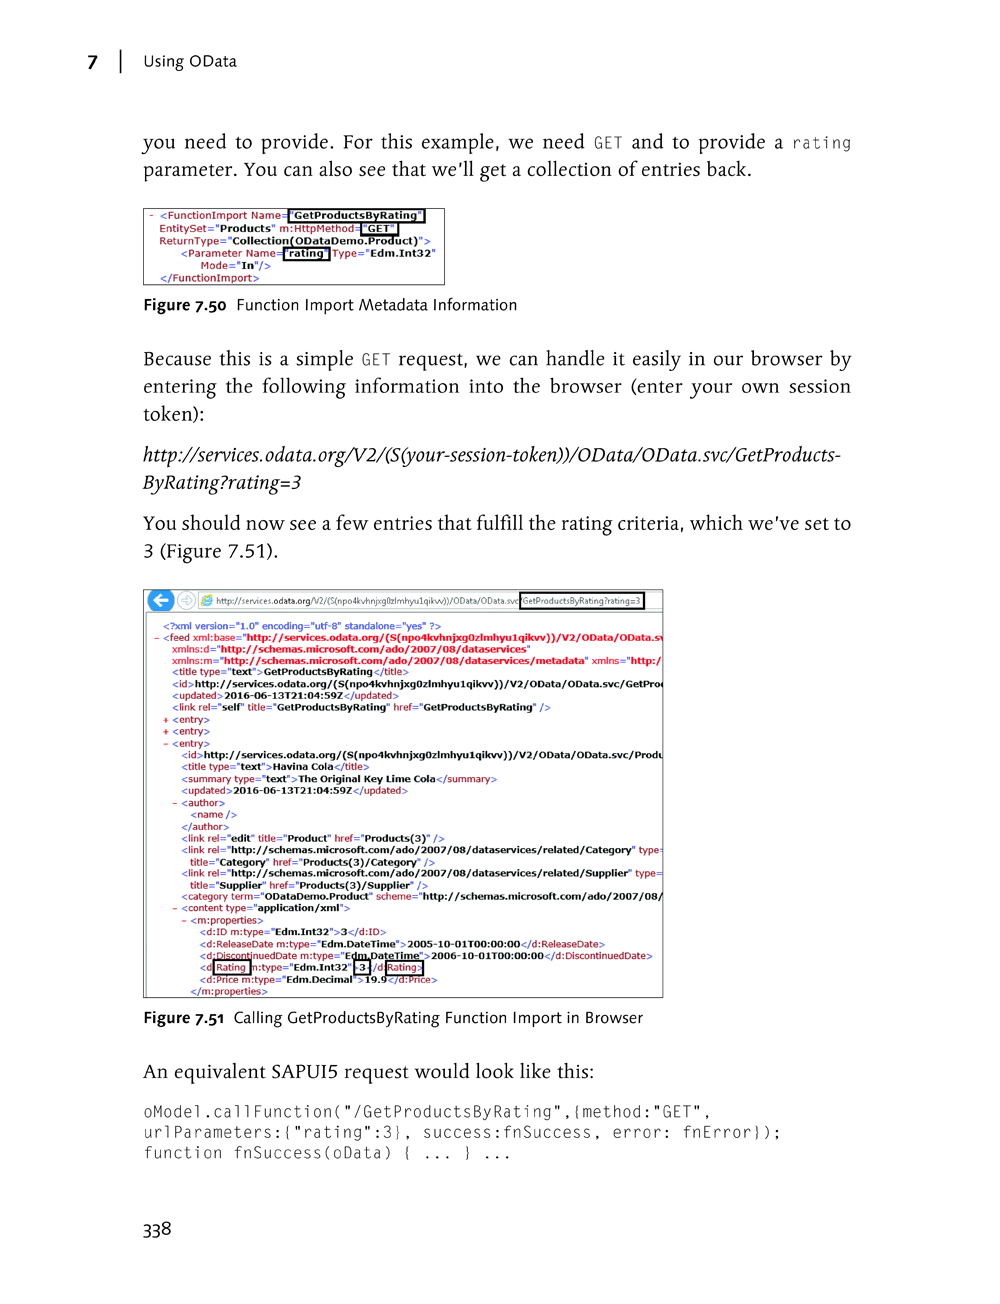 7 | Using OData
you need to provide. For this example, we need GET and to provide a rating
parameter. You can also see that we'll get a collection of entries back.
- <FunctionImport Name="GetProductsByRating"
EntitySet="Products" m:HttpMethod="GET"
ReturnType="Collection(ODataDemo.Product)">
<Parameter Name="rating" Type="Edm.Int32"
Mode="In"/>
</FunctionImport>
Figure 7.50 Function Import Metadata Information
Because this is a simple GET request, we can handle it easily in our browser by
entering the following information into the browser (enter your own session
token):
http://services.odata.org/V2/(S(your-session-token))/OData/OData.svc/GetProducts-
ByRating?rating=3
You should now see a few entries that fulfill the rating criteria, which we've set to
3 (Figure 7.51).
http://services.odata.org/V2/(S(npo4kvhnjxg0zlmhyu1qikvv))/OData/OData.svc/GetProductsByRating?rating=3
<?xml version="1.0" encoding="utf-8" standalone="yes" ?>
- <feed xml:base="http://services.odata.org/(S(npo4kvhnjxg0zlmhyu1qikvv))/V2/OData/OData.sv
xmlns:d="http://schemas.microsoft.com/ado/2007/08/dataservices"
xmlns:m="http://schemas.microsoft.com/ado/2007/08/dataservices/metadata" xmlns="http:/
<title type="text">GetProductsByRating</title>
<id>http://services.odata.org/(S(npo4kvhnjxg0zlmhyu1qikvv))/V2/OData/OData.svc/GetPro
<updated>2016-06-13T21:04:59Z</updated>
<link rel="self" title="GetProductsByRating" href="GetProductsByRating" />
+ <entry>
+ <entry>
- <entry>
<id>http://services.odata.org/(S(npo4kvhnjxg0zlmhyu1qikvv))/V2/OData/OData.svc/Produ
<title type="text">Havina Cola</title>
<summary type="text">The Original Key Lime Cola</summary>
<updated>2016-06-13T21:04:59Z</updated>
- <author>
<name />
</author>
<link rel="edit" title="Product" href="Products(3)" />
<link rel="http://schemas.microsoft.com/ado/2007/08/dataservices/related/Category" type=
title="Category" href="Products(3)/Category" />
<link rel="http://schemas.microsoft.com/ado/2007/08/dataservices/related/Supplier" type=
title="Supplier" href="Products(3)/Supplier" />
<category term="ODataDemo.Product" scheme="http://schemas.microsoft.com/ado/2007/08/
- <content type="application/xml">
- <m:properties>
<d:ID m:type="Edm.Int32">3</d:ID>
<d:ReleaseDate m:type="Edm.DateTime">2005-10-01T00:00:00</d:ReleaseDate>
<d:DiscontinuedDate m:type="Edm.DateTime">2006-10-01T00:00:00</d:DiscontinuedDate>
<d:Rating m:type="Edm.Int32">3</d:Rating>
<d:Price m:type="Edm.Decimal">19.9</d:Price>
</m:properties>
Figure 7.51 Calling GetProductsByRating Function Import in Browser
An equivalent SAPUI5 request would look like this:
oModel.callFunction("/GetProductsByRating",{method:"GET",
urlParameters:{"rating":3}, success:fnSuccess, error: fnError});
function fnSuccess(oData) { ... } ...
338